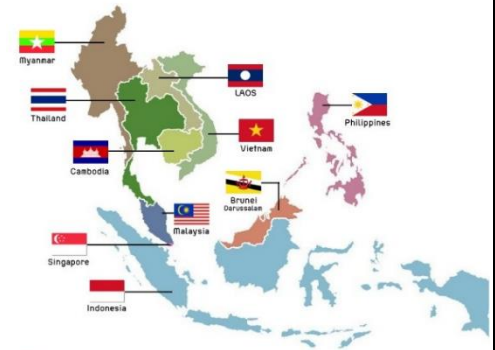 Myanmar
LAOS
Thailand
Philippines
Vietnam
Cambodia
Brunei
Darussalam
Malaysia
Singapore
Indonesia